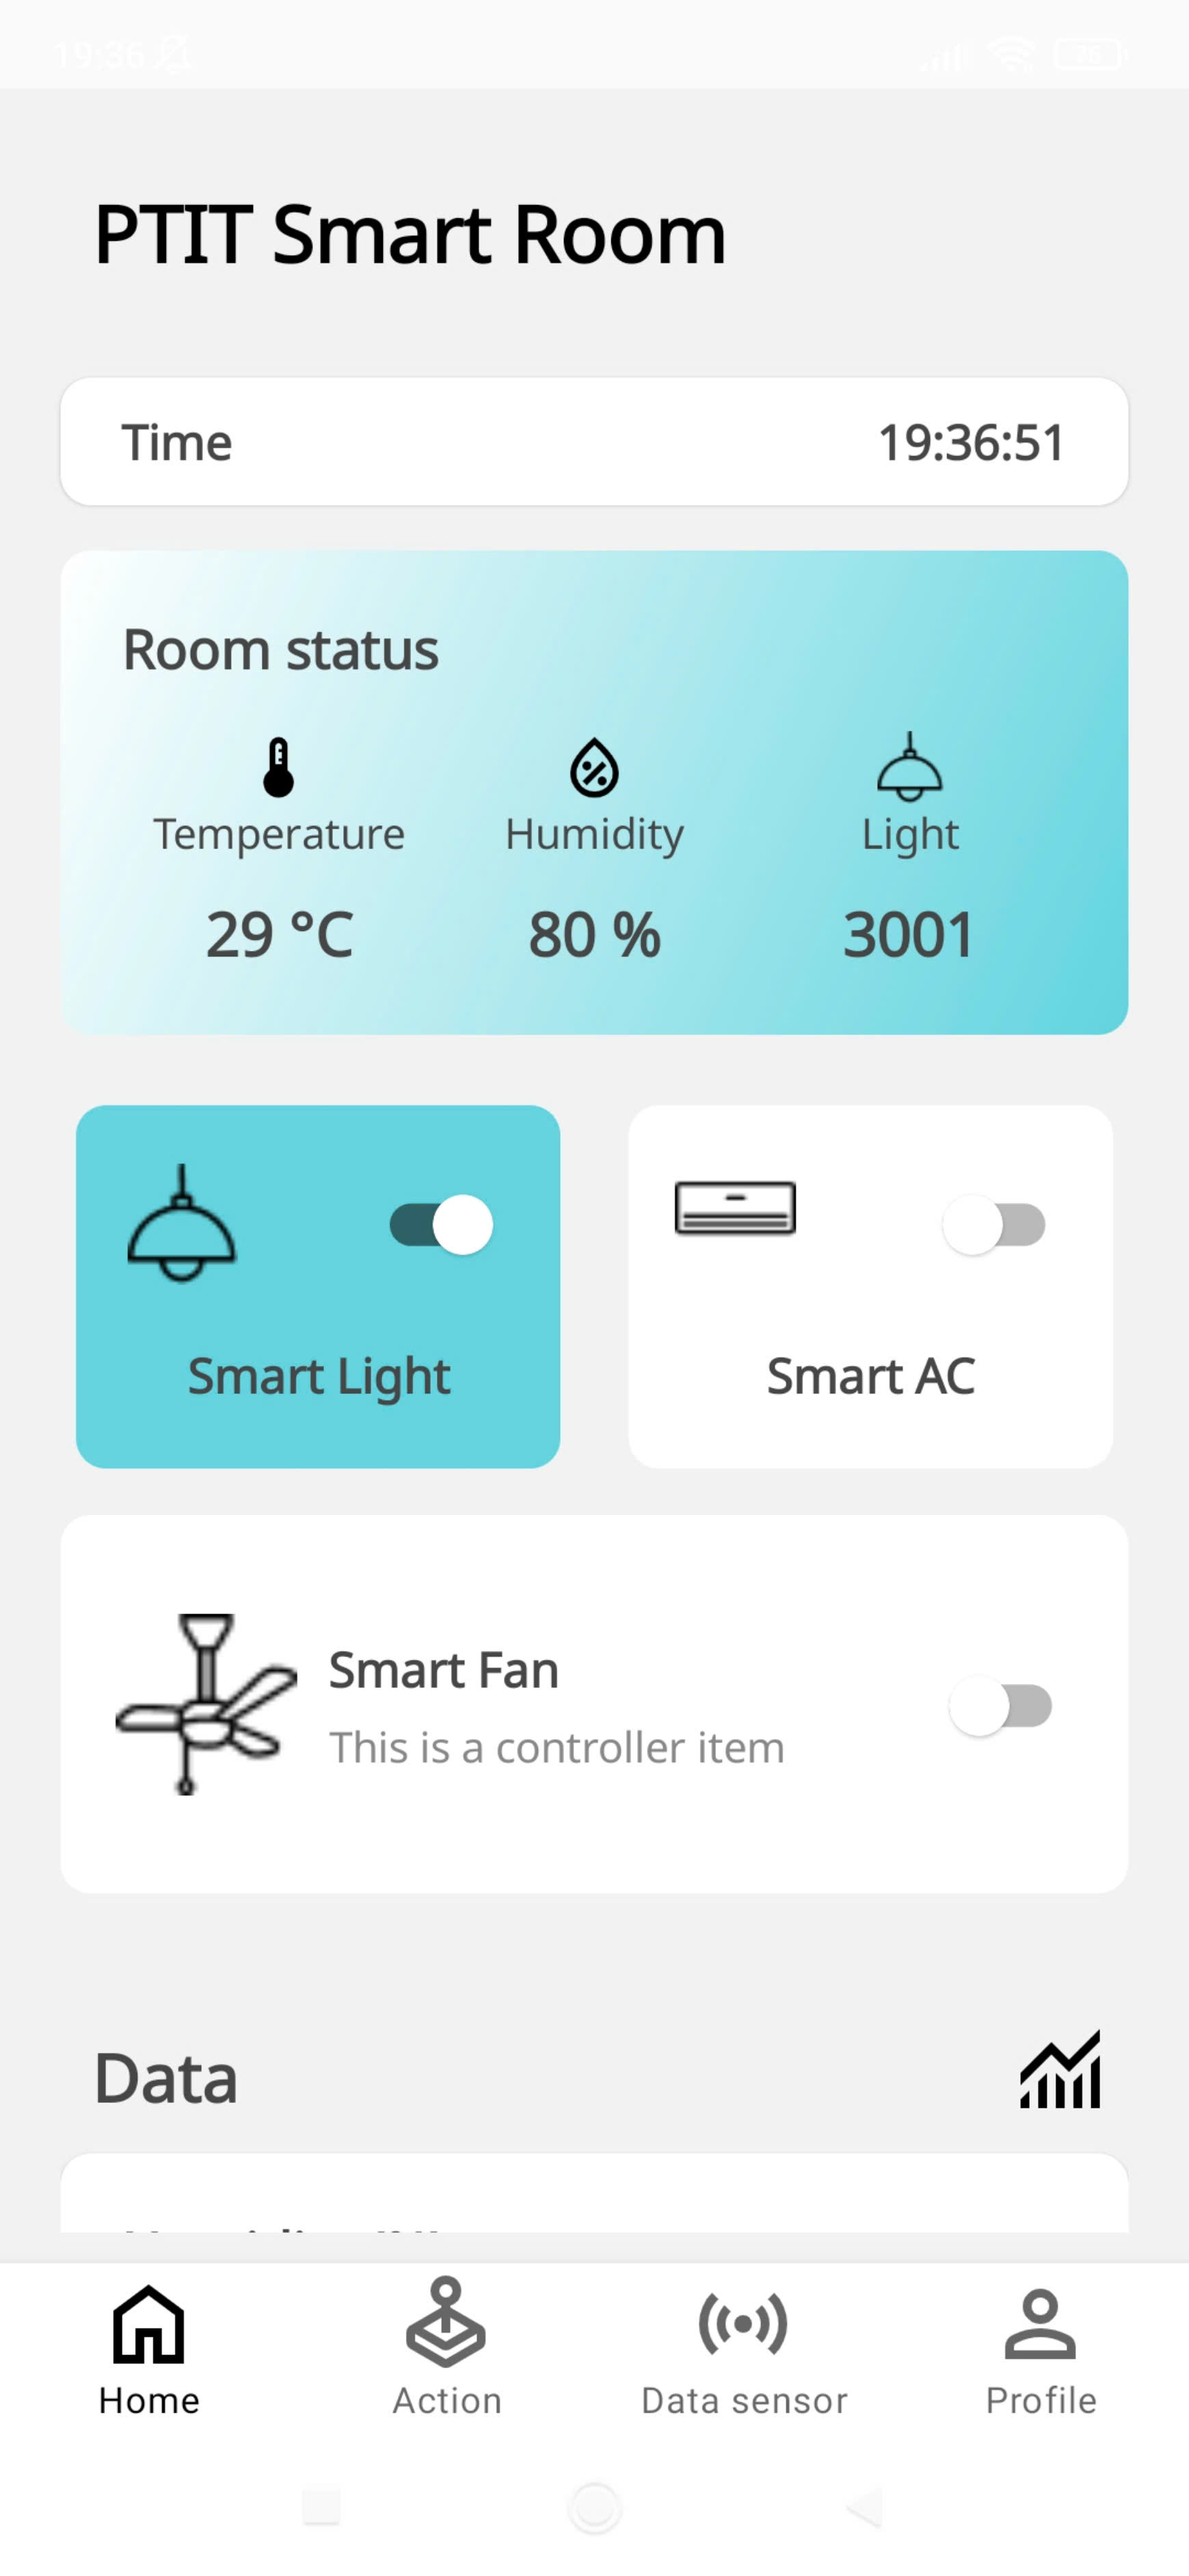 19:36
76
PTIT Smart Room
Time 19:36:51
Room status
Temperature Humidity Light
29 °C 80 % 3001
Smart Light Smart AC
Smart Fan
This is a controller item
Data
Home Action Data sensor Profile